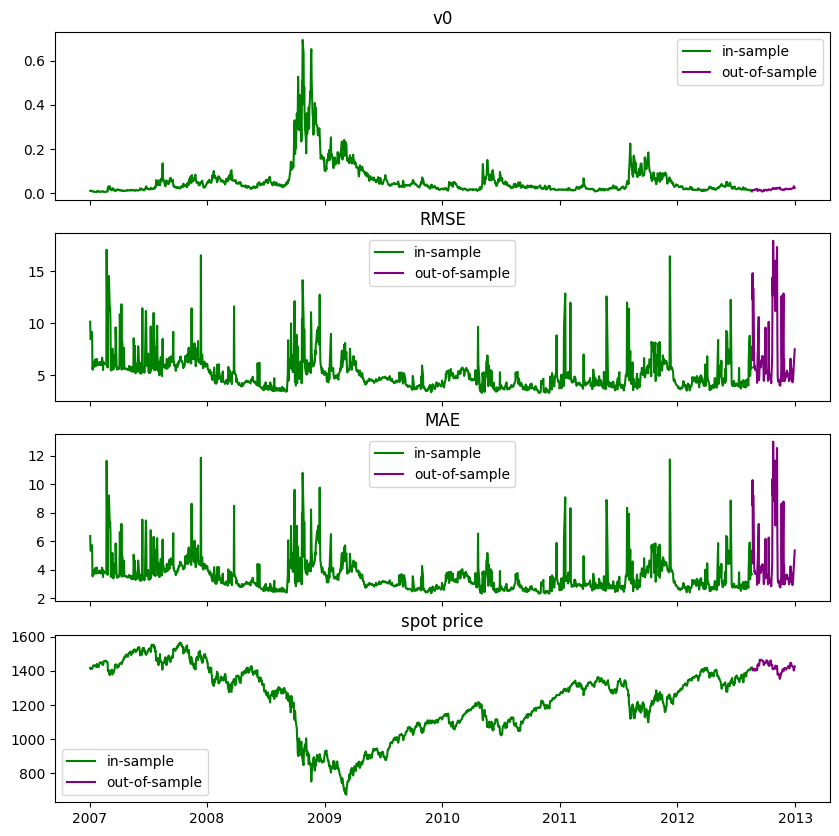 v0
0.6
0.4
0.2
0.0
in-sample
out-of-sample
RMSE
15
10
5
in-sample
out-of-sample
MAE
12
10
8
6
4
2
in-sample
out-of-sample
spot price
1600
1400
1200
1000
800
in-sample
out-of-sample
2007 2008 2009 2010 2011 2012 2013